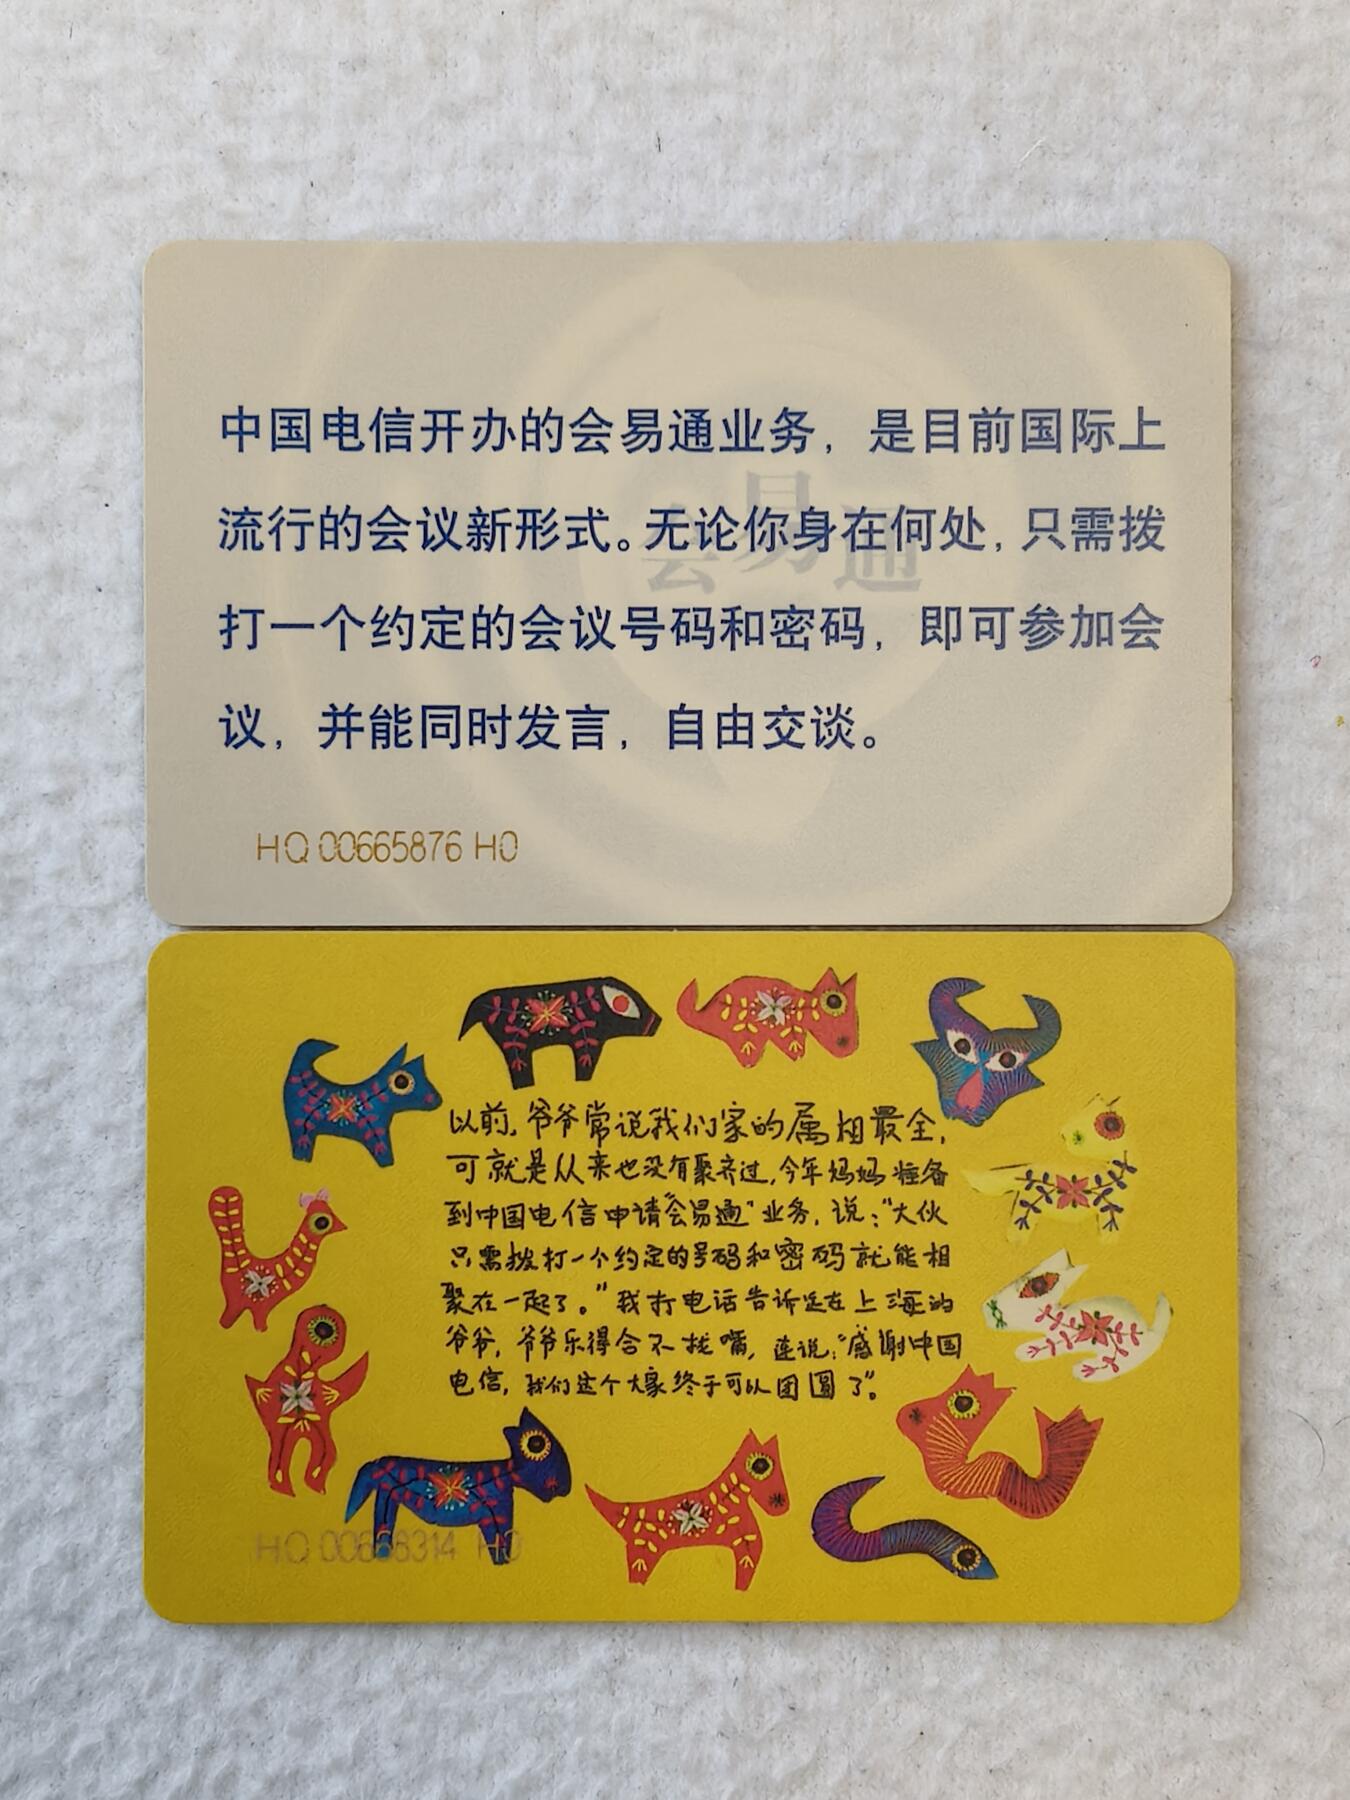 中国电信开办的会易通业务，是目前国际上
流行的会议新形式。无论你身在何处，只需拨
打一个约定的会议号码和密码，即可参加会
议，并能同时发言，自由交谈。
会易通
HQ 00665876 H0
以前，爷爷常说我们家的属相最全，
可就是从来也没有聚齐过，今年妈妈准备
到中国电信申请“会易通”业务，说：“大伙
只需拨打一个约定的号码和密码就能相
聚在一起了。”我打电话告诉远在上海的
爷爷，爷爷乐得合不拢嘴，连说：“感谢中国
电信，我们这个大家终于可以团圆了”。
HQ 00668314 H0